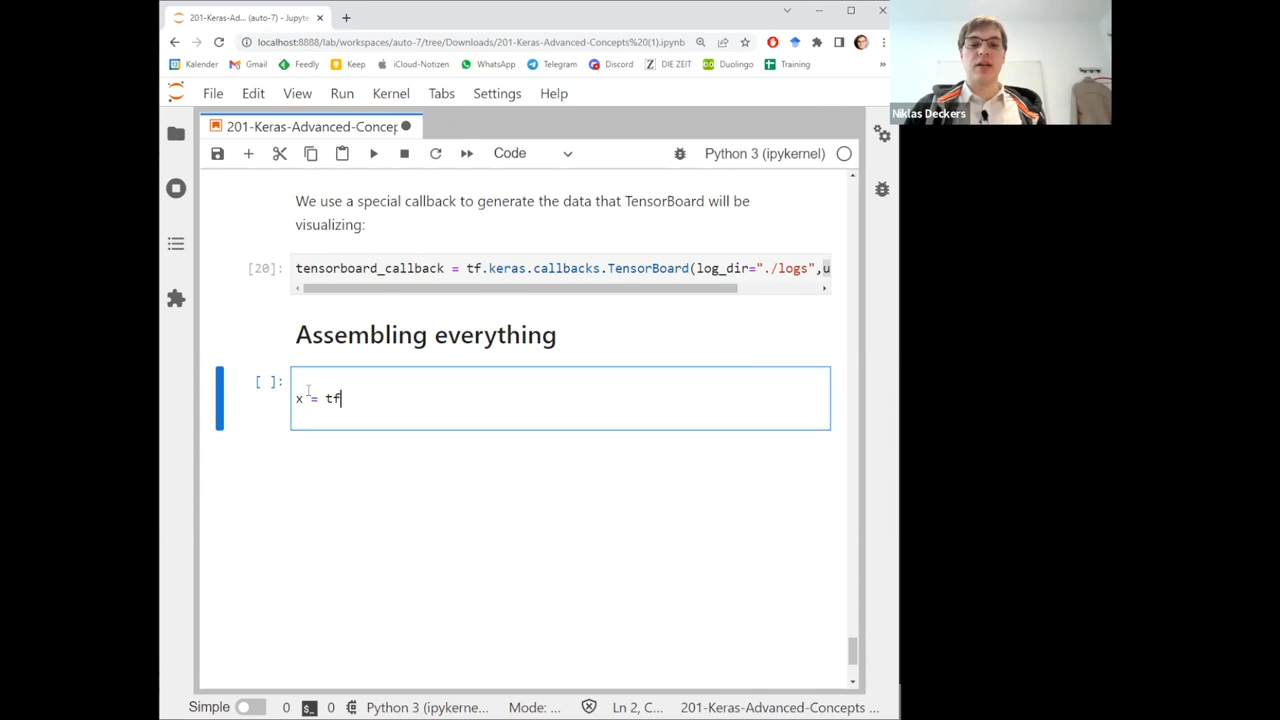 201-Keras-Ad... (auto-7) - Jupyte
localhost:8888/lab/workspaces/auto-7/tree/Downloads/201-Keras-Advanced-Concepts%20(1).ipynb
Kalender Gmail Feedly Keep iCloud-Notizen WhatsApp Telegram Discord DIE ZEIT Duolingo Training »
Niklas Deckers
File Edit View Run Kernel Tabs Settings Help
201-Keras-Advanced-Concep
Code Python 3 (ipykernel)
We use a special callback to generate the data that TensorBoard will be
visualizing:
[20]: tensorboard_callback = tf.keras.callbacks.TensorBoard(log_dir="./logs",u
Assembling everything
[ ]:
x = tf
Simple 0 $_ 0 Python 3 (ipykerne... Mode: ... Ln 2, C... 201-Keras-Advanced-Concepts ...